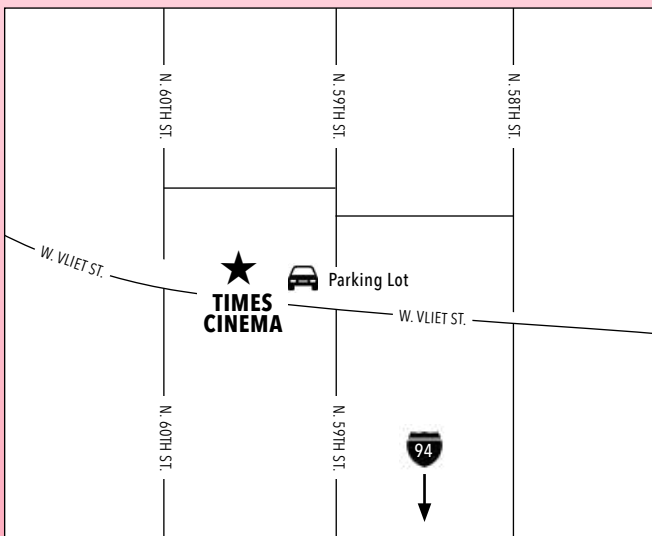 N. 60TH ST.
N. 59TH ST.
N. 58TH ST.
W. VLIET ST.
Parking Lot
TIMES
CINEMA
W. VLIET ST.
N. 60TH ST.
N. 59TH ST.
94